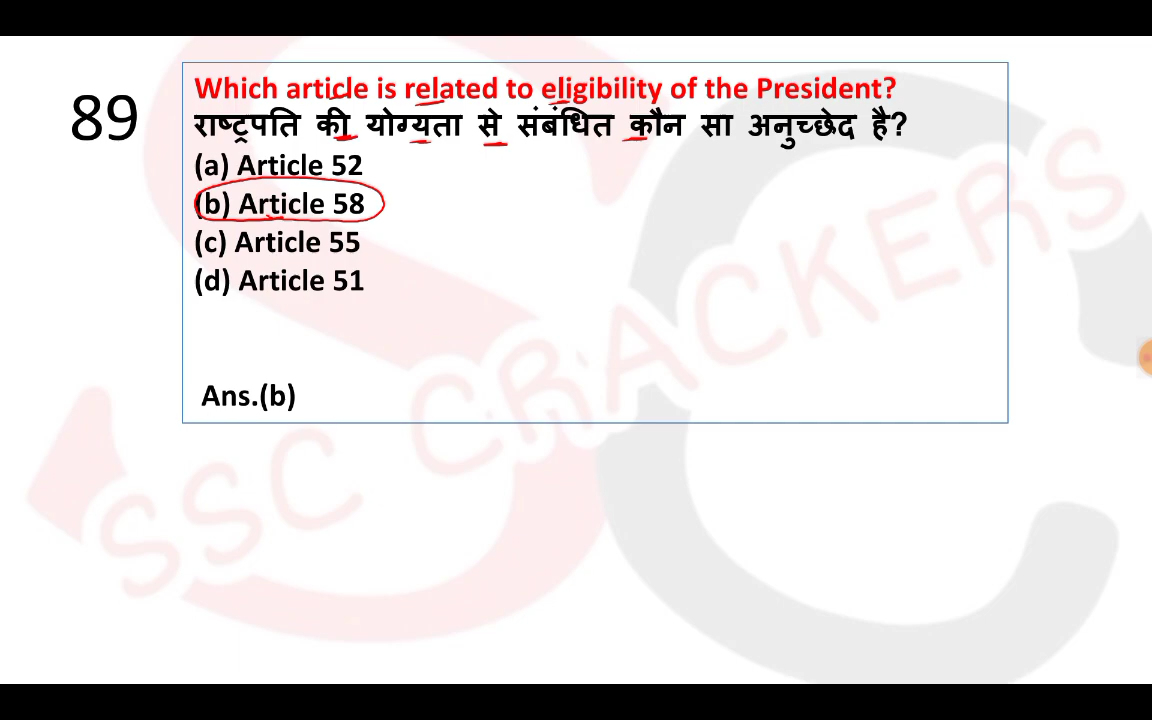 89
Which article is related to eligibility of the President?
राष्ट्रपति की योग्यता से संबंधित कौन सा अनुच्छेद है?
(a) Article 52
(b) Article 58
(c) Article 55
(d) Article 51
Ans.(b)
SSC CRACKERS